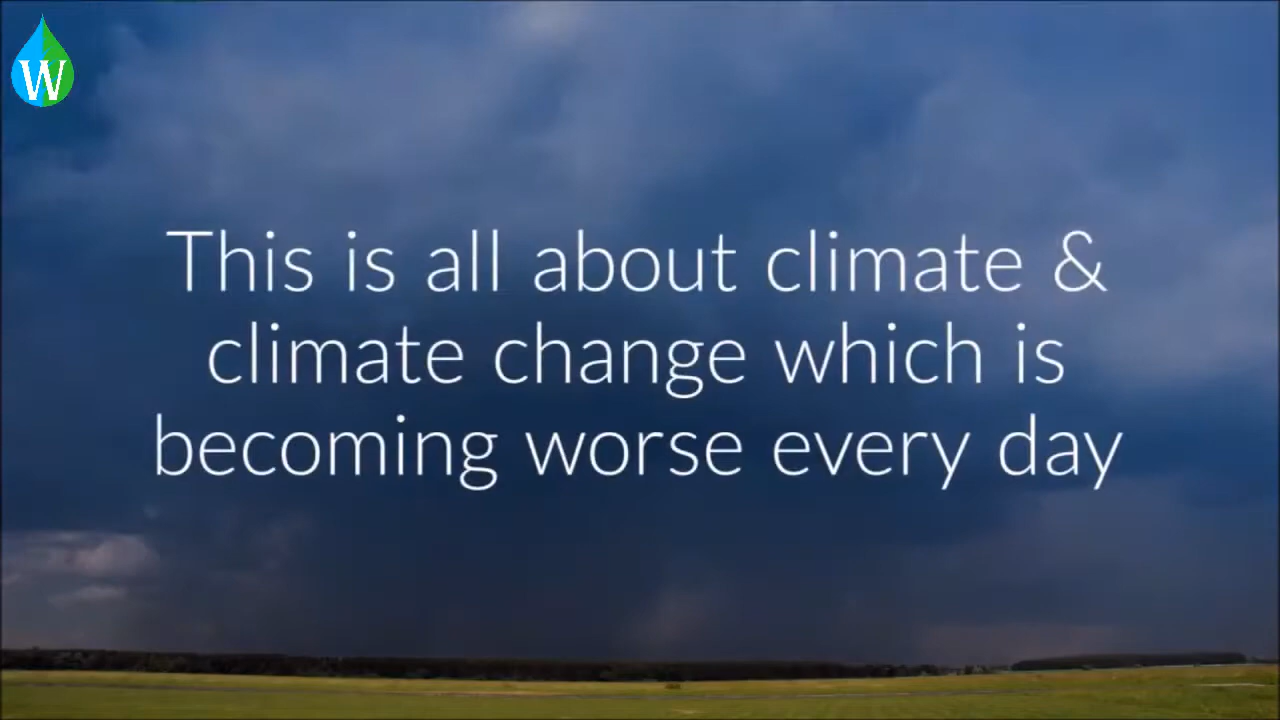 W
This is all about climate &
climate change which is
becoming worse every day